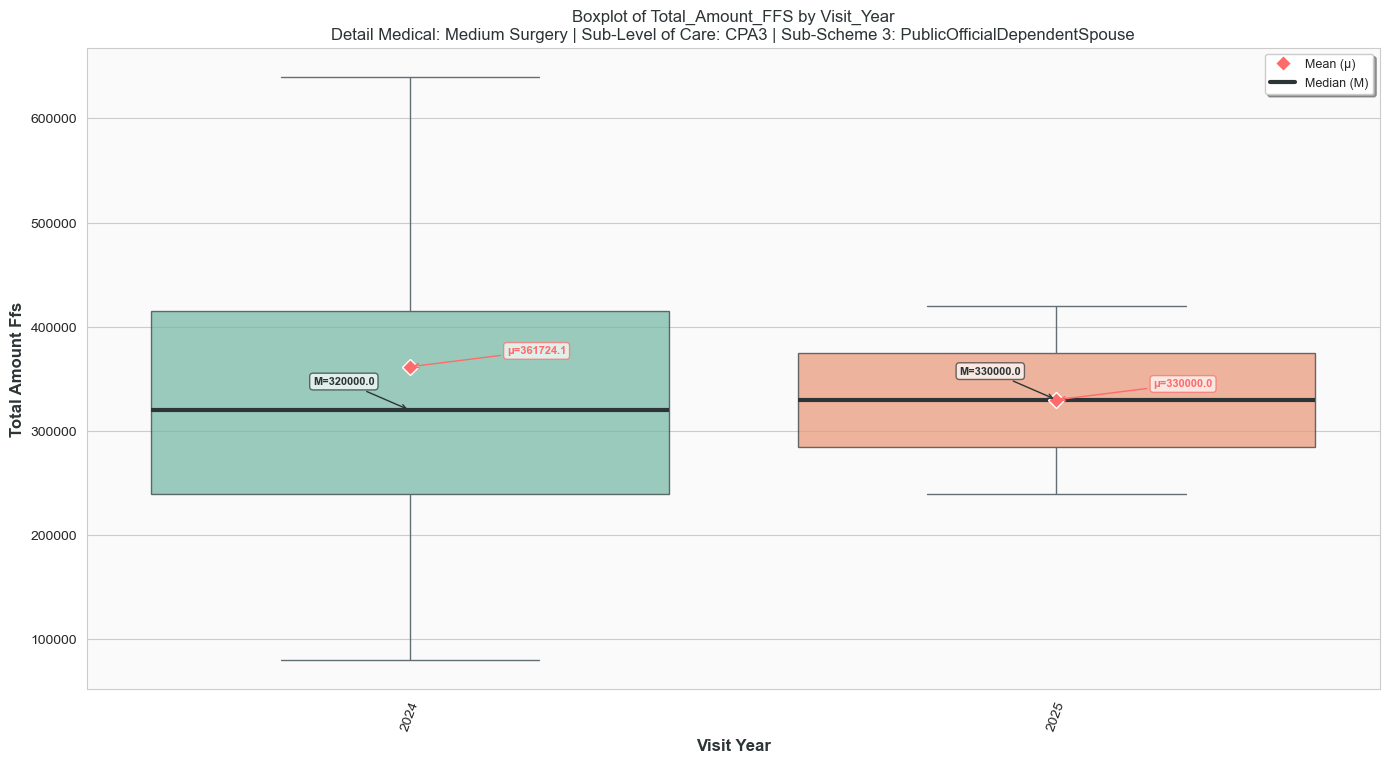 Boxplot of Total_Amount_FFS by Visit_Year
Detail Medical: Medium Surgery | Sub-Level of Care: CPA3 | Sub-Scheme 3: PublicOfficialDependentSpouse
Mean (μ)
Median (M)
Total Amount Ffs
600000
500000
400000
300000
200000
100000
μ=361724.1
M=320000.0
M=330000.0
μ=330000.0
2024
2025
Visit Year